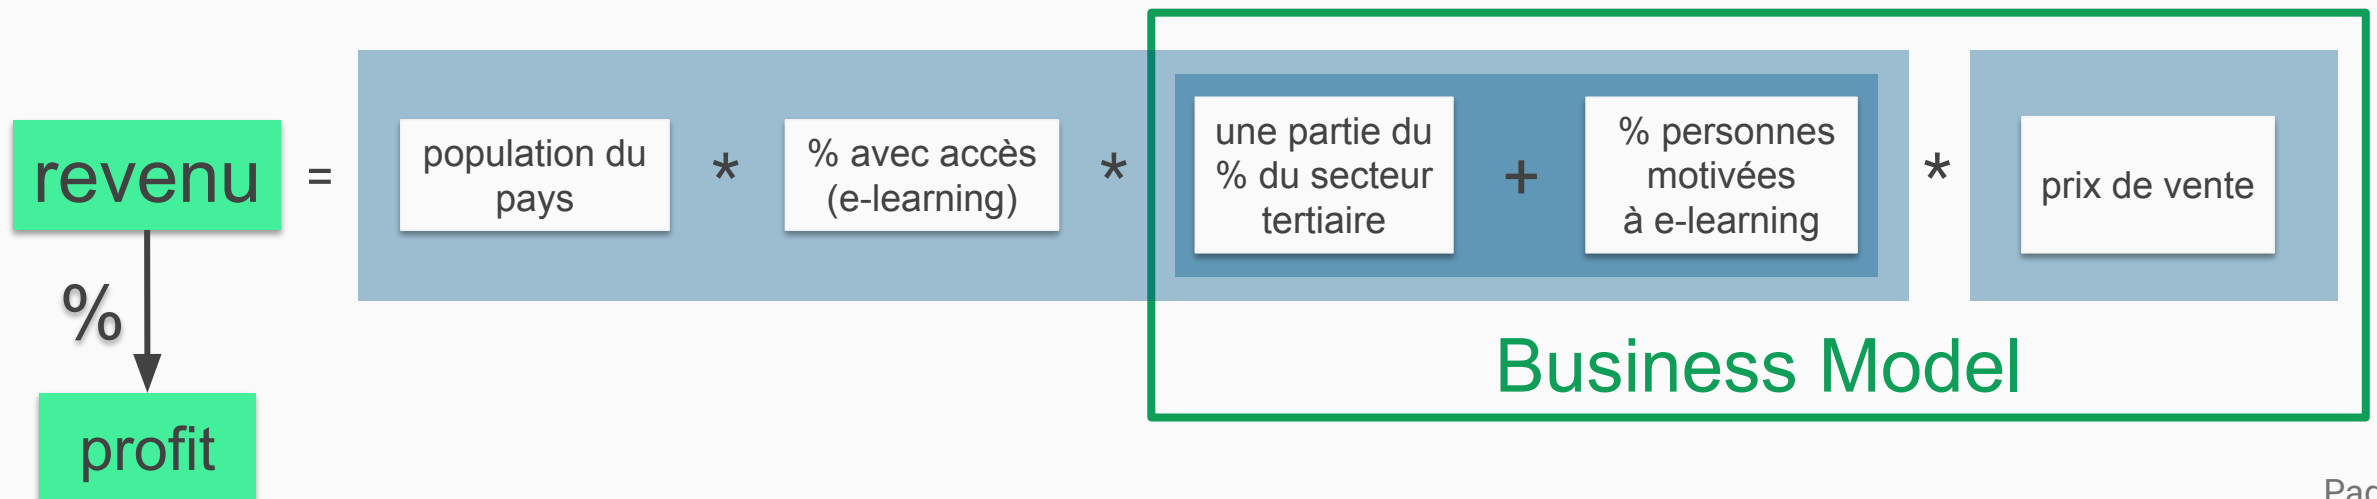 revenu
=
population du
pays
*
% avec accès
(e-learning)
*
une partie du
% du secteur
tertiaire
+
% personnes
motivées
à e-learning
*
prix de vente
%
Business Model
profit